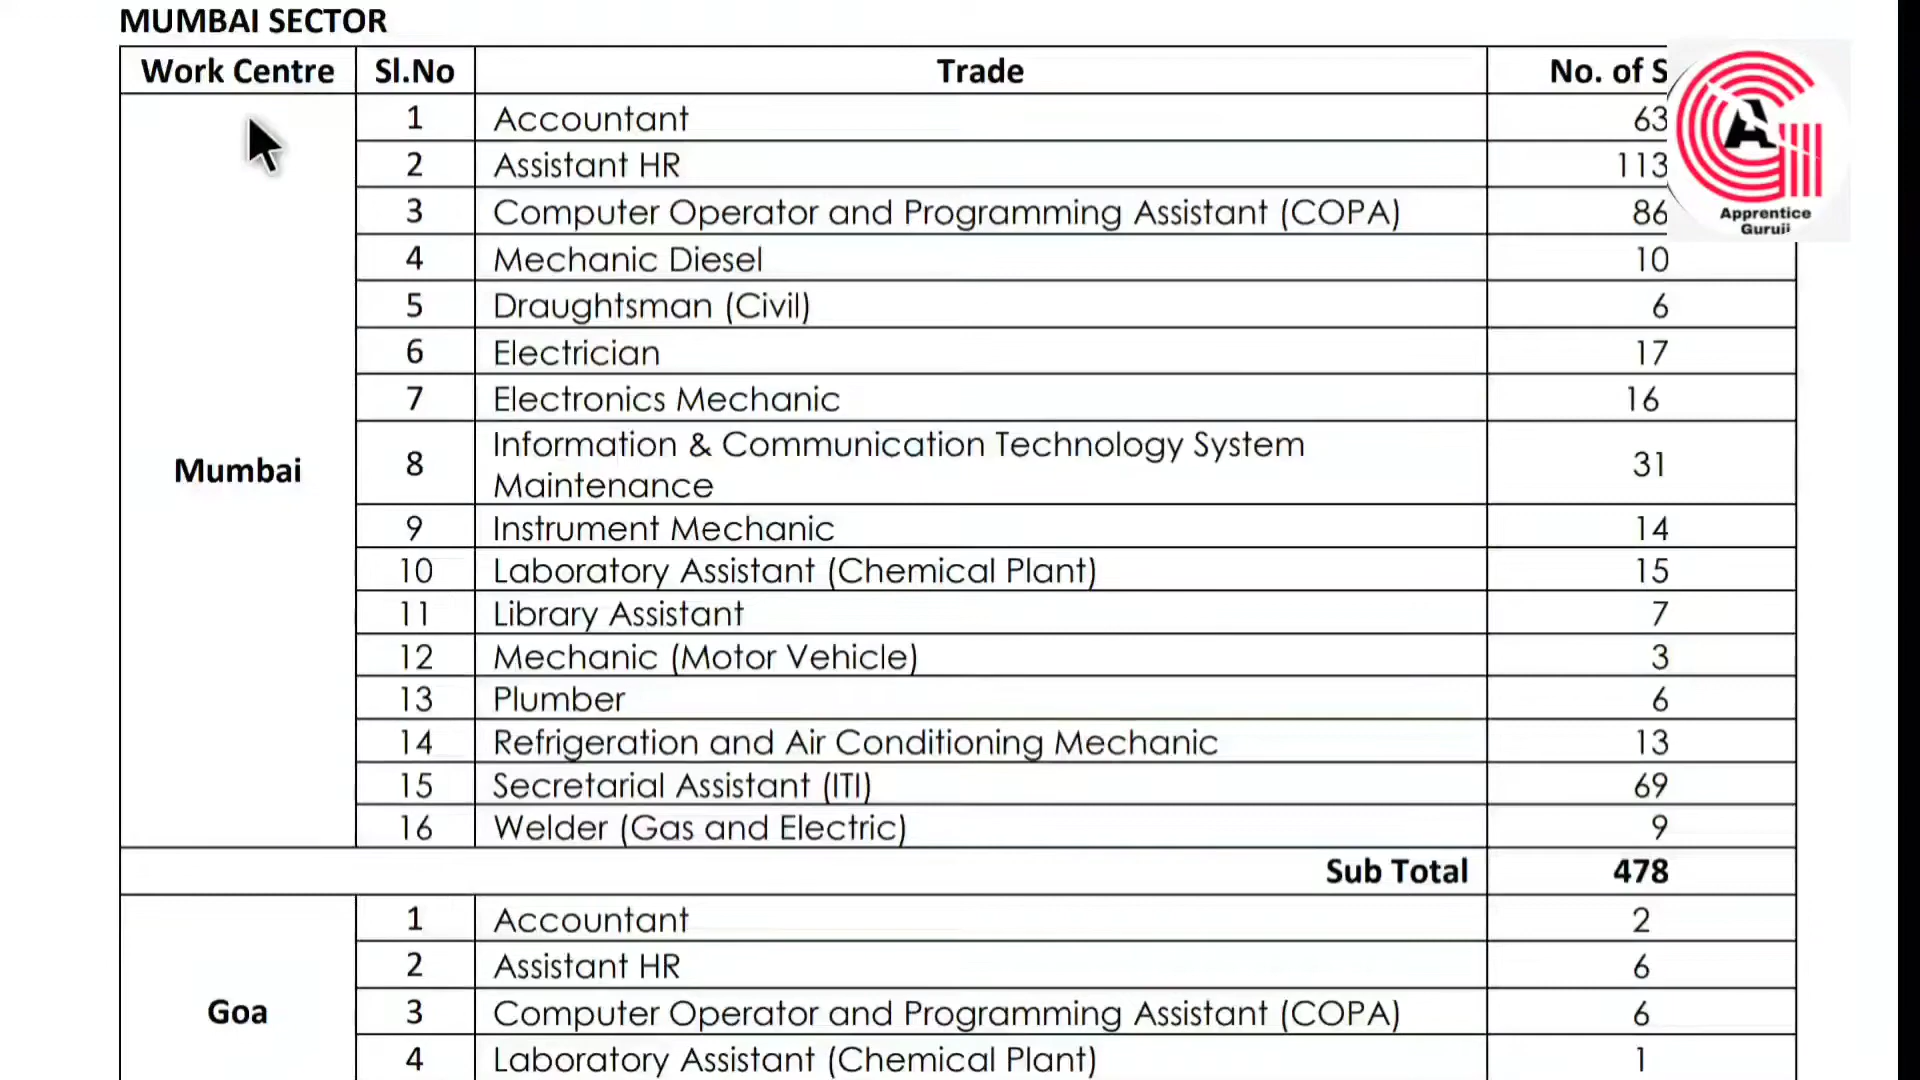 MUMBAI SECTOR
Work Centre Sl.No Trade No. of S
Mumbai
1 Accountant 63
2 Assistant HR 113
3 Computer Operator and Programming Assistant (COPA) 86
4 Mechanic Diesel 10
5 Draughtsman (Civil) 6
6 Electrician 17
7 Electronics Mechanic 16
8 Information & Communication Technology System
Maintenance 31
9 Instrument Mechanic 14
10 Laboratory Assistant (Chemical Plant) 15
11 Library Assistant 7
12 Mechanic (Motor Vehicle) 3
13 Plumber 6
14 Refrigeration and Air Conditioning Mechanic 13
15 Secretarial Assistant (ITI) 69
16 Welder (Gas and Electric) 9
Sub Total 478
Goa
1 Accountant 2
2 Assistant HR 6
3 Computer Operator and Programming Assistant (COPA) 6
4 Laboratory Assistant (Chemical Plant) 1
A
Apprentice
Guruji